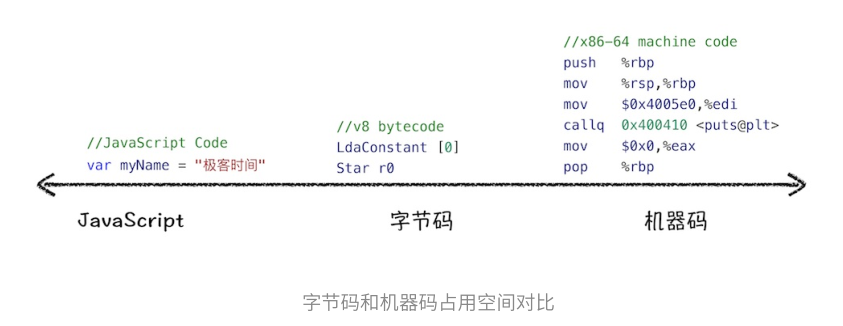 //JavaScript Code
var myName = "极客时间"
//v8 bytecode
LdaConstant [0]
Star r0
//x86-64 machine code
push %rbp
mov %rsp,%rbp
mov $0x4005e0,%edi
callq 0x400410 <puts@plt>
mov $0x0,%eax
pop %rbp
JavaScript
字节码
机器码
字节码和机器码占用空间对比